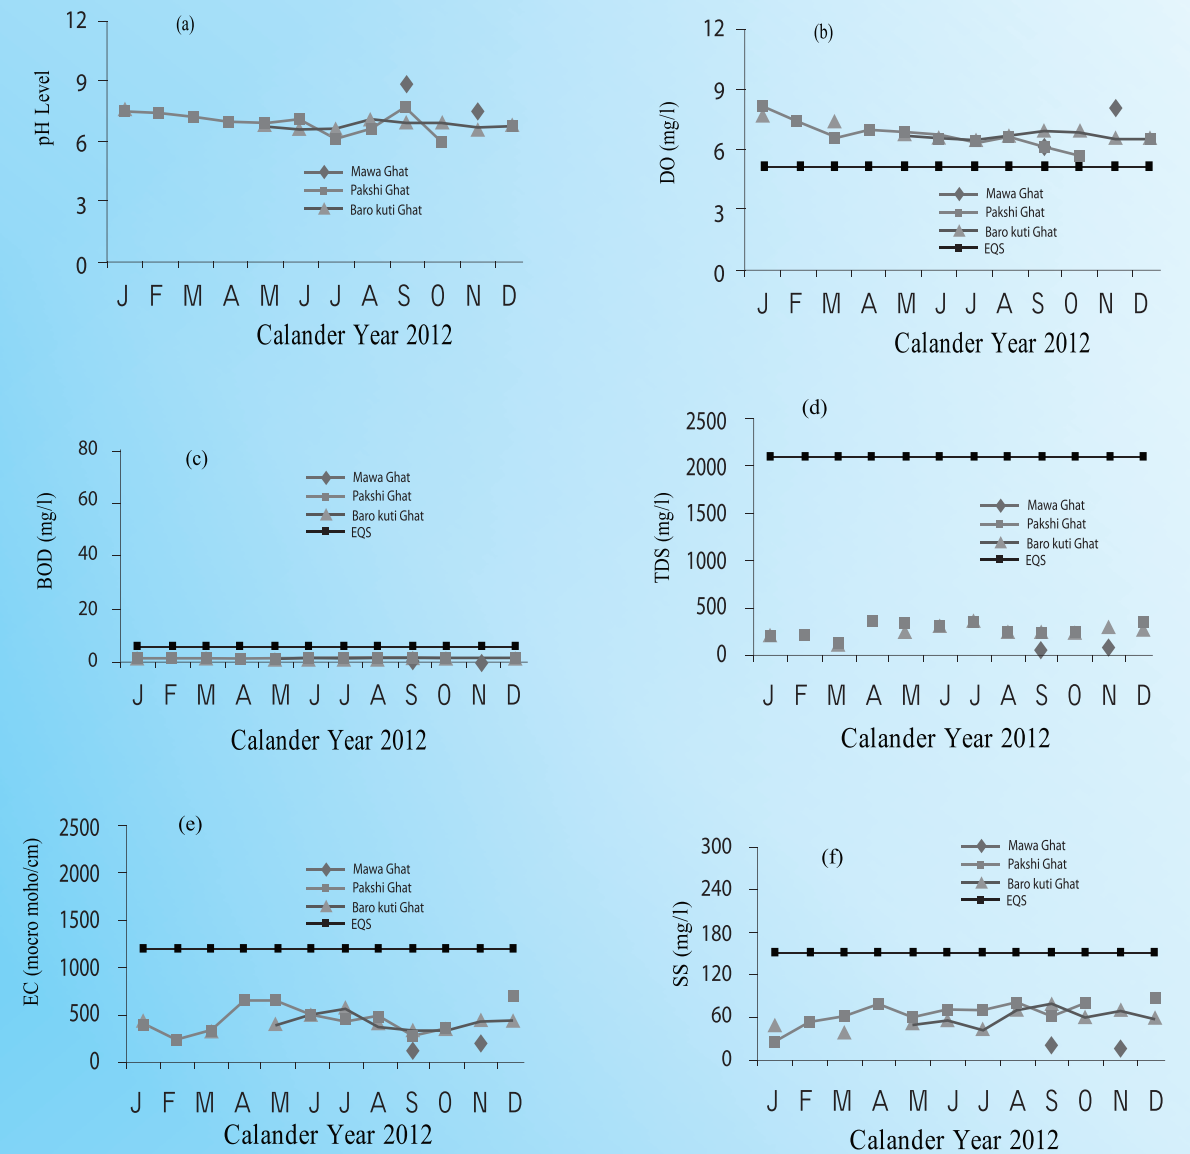 (a)
pH Level
12
9
6
3
0
Mawa Ghat
Pakshi Ghat
Baro kuti Ghat
J F M A M J J A S O N D
Calander Year 2012
(b)
DO (mg/l)
12
9
6
3
0
Mawa Ghat
Pakshi Ghat
Baro kuti Ghat
EQS
J F M A M J J A S O N D
Calander Year 2012
(c)
BOD (mg/l)
80
60
40
20
0
Mawa Ghat
Pakshi Ghat
Baro kuti Ghat
EQS
J F M A M J J A S O N D
Calander Year 2012
(d)
TDS (mg/l)
2500
2000
1500
1000
500
0
Mawa Ghat
Pakshi Ghat
Baro kuti Ghat
EQS
J F M A M J J A S O N D
Calander Year 2012
(e)
EC (mocro moho/cm)
2500
2000
1500
1000
500
0
Mawa Ghat
Pakshi Ghat
Baro kuti Ghat
EQS
J F M A M J J A S O N D
Calander Year 2012
(f)
SS (mg/l)
300
240
180
120
60
0
Mawa Ghat
Pakshi Ghat
Baro kuti Ghat
EQS
J F M A M J J A S O N D
Calander Year 2012